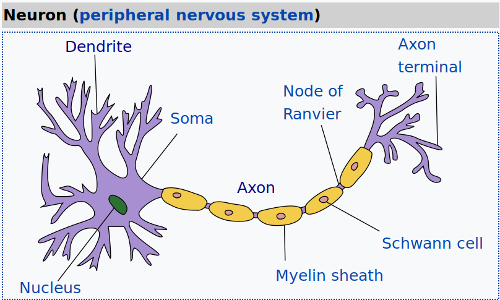 Neuron (peripheral nervous system)
Dendrite
Axon
terminal
Node of
Ranvier
Soma
Axon
Schwann cell
Myelin sheath
Nucleus